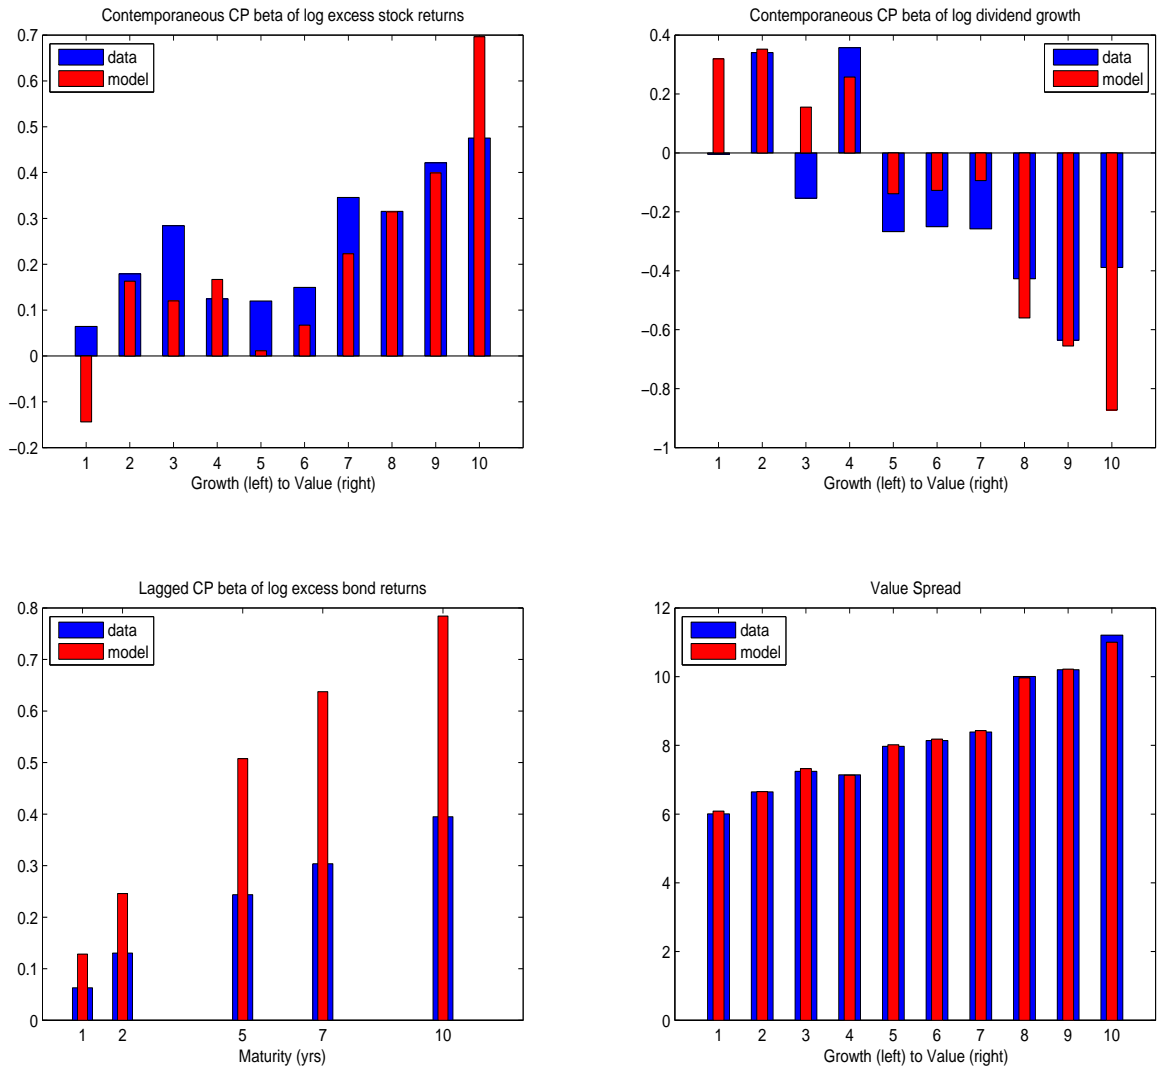 Contemporaneous CP beta of log excess stock returns
data
model
0.7
0.6
0.5
0.4
0.3
0.2
0.1
0
−0.1
−0.2
1 2 3 4 5 6 7 8 9 10
Growth (left) to Value (right)
Contemporaneous CP beta of log dividend growth
data
model
0.4
0.2
0
−0.2
−0.4
−0.6
−0.8
−1
1 2 3 4 5 6 7 8 9 10
Growth (left) to Value (right)
Lagged CP beta of log excess bond returns
data
model
0.8
0.7
0.6
0.5
0.4
0.3
0.2
0.1
0
1 2 5 7 10
Maturity (yrs)
Value Spread
data
model
12
10
8
6
4
2
0
1 2 3 4 5 6 7 8 9 10
Growth (left) to Value (right)